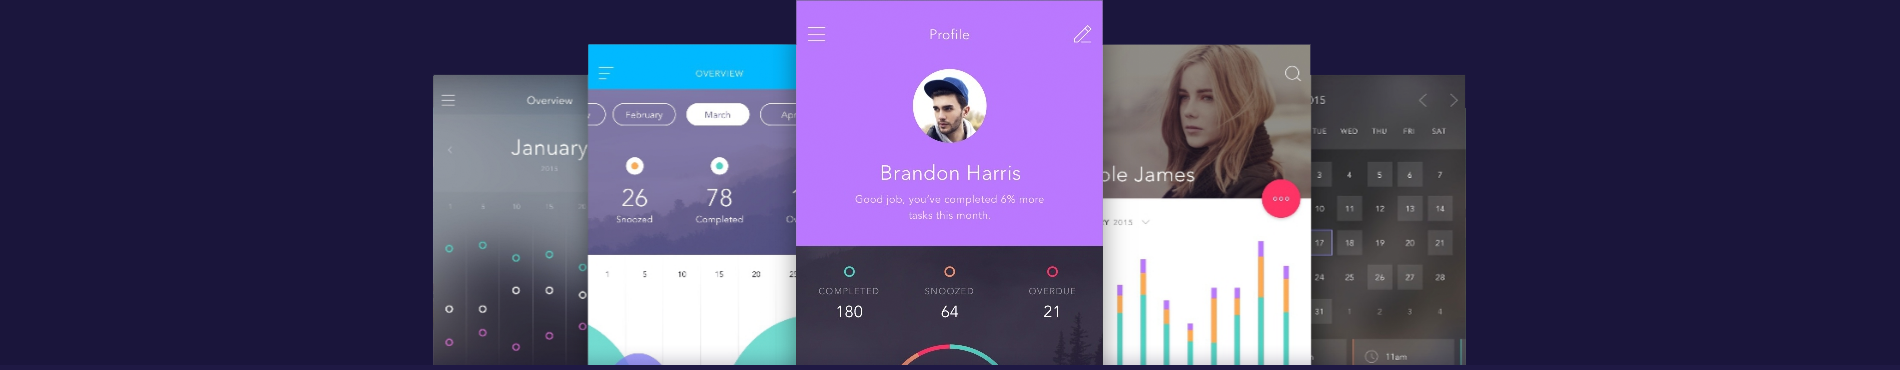 Overview
January
2015
1 5 10 15 20
OVERVIEW
February
March
26
Snoozed
78
Completed
1 5 10 15 20 25
Profile
Brandon Harris
Good job, you've completed 6% more
tasks this month.
COMPLETED
180
SNOOZED
64
OVERDUE
21
James
2015
TUE WED THU FRI SAT
3 4 5 6 7
10 11 12 13 14
17 18 19 20 21
24 25 26 27 28
31 1 2 3 4
11am